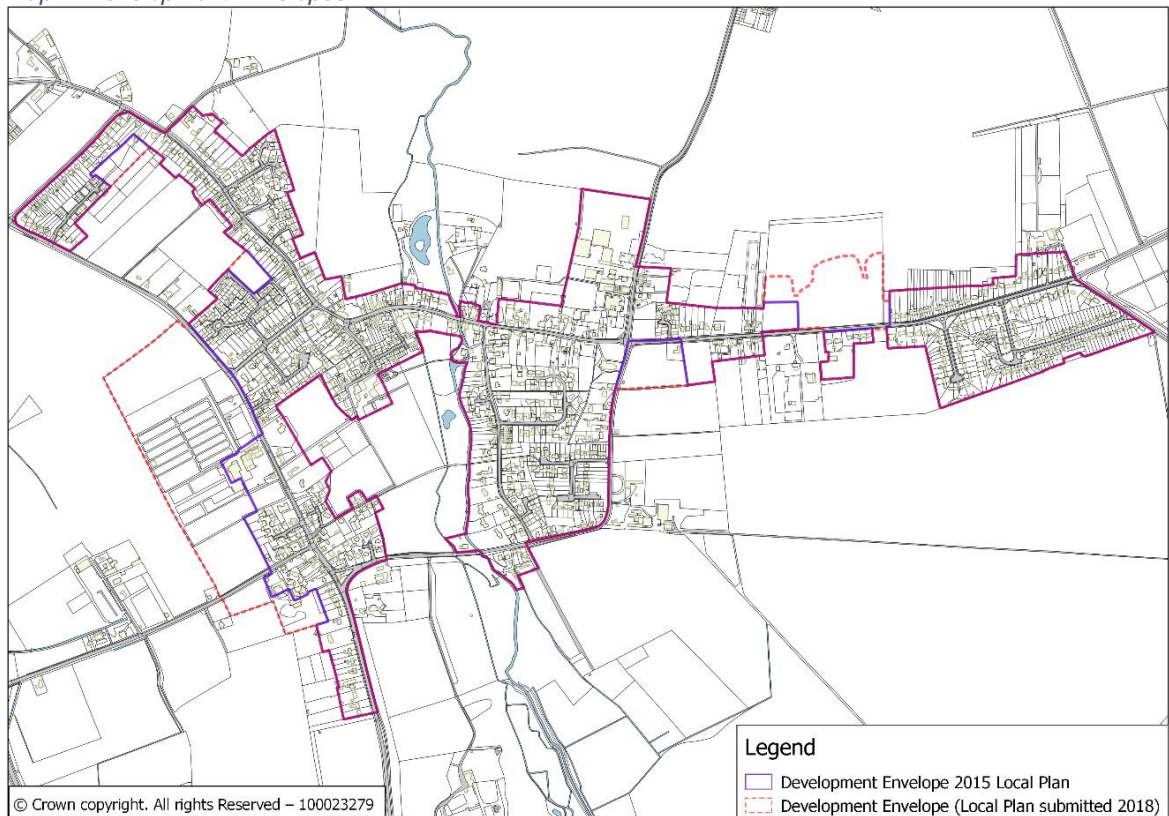 Legend
Development Envelope 2015 Local Plan
Development Envelope (Local Plan submitted 2018)
© Crown copyright. All rights Reserved – 100023279